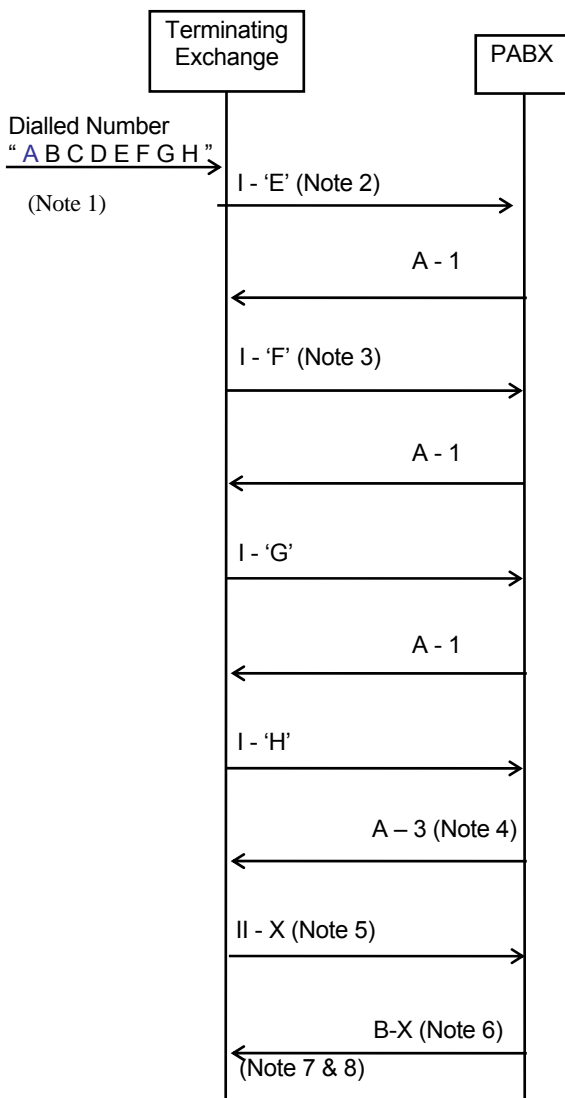 Terminating
Exchange
PABX
Dialled Number
“ A B C D E F G H ”
(Note 1)
I - ‘E’ (Note 2)
A - 1
I - ‘F’ (Note 3)
A - 1
I - ‘G’
A - 1
I - ‘H’
A – 3 (Note 4)
II - X (Note 5)
B-X (Note 6)
(Note 7 & 8)